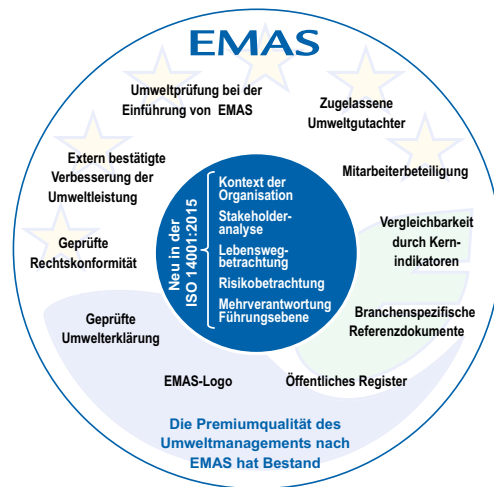 EMAS
Umweltprüfung bei der
Einführung von EMAS
Zugelassene
Umweltgutachter
Extern bestätigte
Verbesserung der
Umweltleistung
Mitarbeiterbeteiligung
Neu in der
ISO 14001:2015
Kontext der
Organisation
Stakeholder-
analyse
Lebensweg-
betrachtung
Risikobetrachtung
Mehrverantwortung
Führungsebene
Geprüfte
Rechtskonformität
Vergleichbarkeit
durch Kern-
indikatoren
Geprüfte
Umwelterklärung
Branchenspezifische
Referenzdokumente
EMAS-Logo
Öffentliches Register
Die Premiumqualität des
Umweltmanagements nach
EMAS hat Bestand